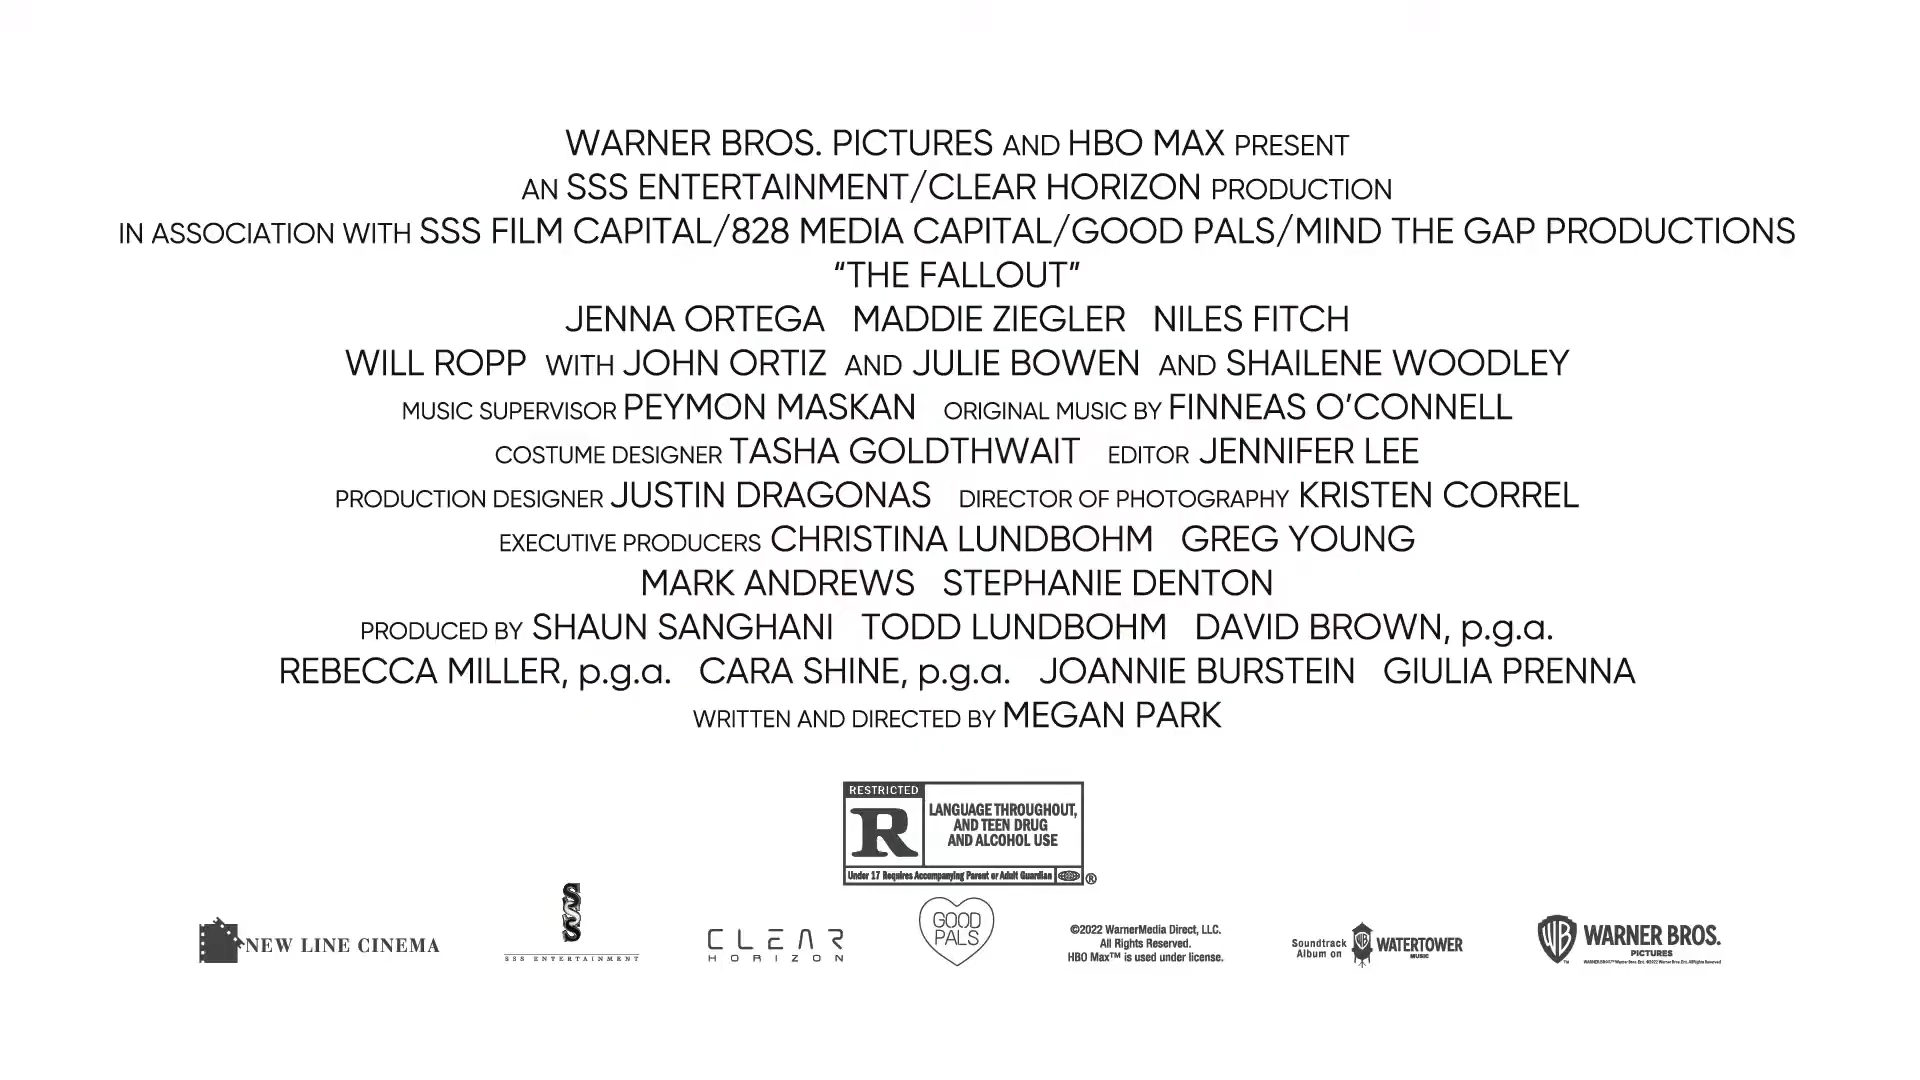 WARNER BROS. PICTURES AND HBO MAX PRESENT
AN SSS ENTERTAINMENT/CLEAR HORIZON PRODUCTION
IN ASSOCIATION WITH SSS FILM CAPITAL/828 MEDIA CAPITAL/GOOD PALS/MIND THE GAP PRODUCTIONS
“THE FALLOUT”
JENNA ORTEGA MADDIE ZIEGLER NILES FITCH
WILL ROPP WITH JOHN ORTIZ AND JULIE BOWEN AND SHAILENE WOODLEY
MUSIC SUPERVISOR PEYMON MASKAN ORIGINAL MUSIC BY FINNEAS O’CONNELL
COSTUME DESIGNER TASHA GOLDTHWAIT EDITOR JENNIFER LEE
PRODUCTION DESIGNER JUSTIN DRAGONAS DIRECTOR OF PHOTOGRAPHY KRISTEN CORREL
EXECUTIVE PRODUCERS CHRISTINA LUNDBOHM GREG YOUNG
MARK ANDREWS STEPHANIE DENTON
PRODUCED BY SHAUN SANGHANI TODD LUNDBOHM DAVID BROWN, p.g.a.
REBECCA MILLER, p.g.a. CARA SHINE, p.g.a. JOANNIE BURSTEIN GIULIA PRENNA
WRITTEN AND DIRECTED BY MEGAN PARK
RESTRICTED
R
LANGUAGE THROUGHOUT,
AND TEEN DRUG
AND ALCOHOL USE
Under 17 Requires Accompanying Parent or Adult Guardian
®
NEW LINE CINEMA
SSS
SSS ENTERTAINMENT
CLEAR
HORIZON
GOOD
PALS
©2022 WarnerMedia Direct, LLC.
All Rights Reserved.
HBO Max™ is used under license.
Soundtrack
Album on
WB
WATERTOWER
MUSIC
WB
™
WARNER BROS.
PICTURES